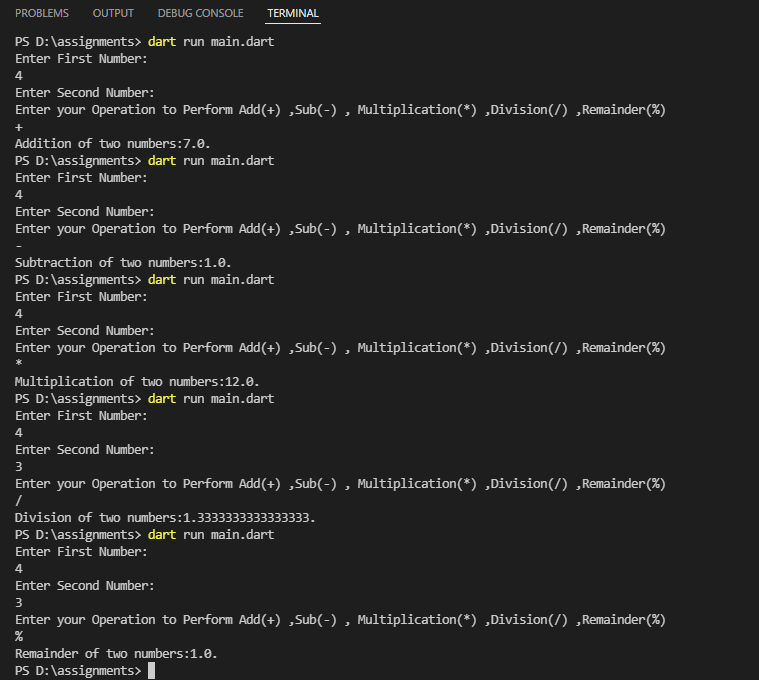 PROBLEMS OUTPUT DEBUG CONSOLE TERMINAL
PS D:\assignments> dart run main.dart
Enter First Number:
4
Enter Second Number:
Enter your Operation to Perform Add(+) ,Sub(-) , Multiplication(*) ,Division(/) ,Remainder(%)
+
Addition of two numbers:7.0.
PS D:\assignments> dart run main.dart
Enter First Number:
4
Enter Second Number:
Enter your Operation to Perform Add(+) ,Sub(-) , Multiplication(*) ,Division(/) ,Remainder(%)
-
Subtraction of two numbers:1.0.
PS D:\assignments> dart run main.dart
Enter First Number:
4
Enter Second Number:
Enter your Operation to Perform Add(+) ,Sub(-) , Multiplication(*) ,Division(/) ,Remainder(%)
*
Multiplication of two numbers:12.0.
PS D:\assignments> dart run main.dart
Enter First Number:
4
Enter Second Number:
3
Enter your Operation to Perform Add(+) ,Sub(-) , Multiplication(*) ,Division(/) ,Remainder(%)
/
Division of two numbers:1.3333333333333333.
PS D:\assignments> dart run main.dart
Enter First Number:
4
Enter Second Number:
3
Enter your Operation to Perform Add(+) ,Sub(-) , Multiplication(*) ,Division(/) ,Remainder(%)
%
Remainder of two numbers:1.0.
PS D:\assignments>